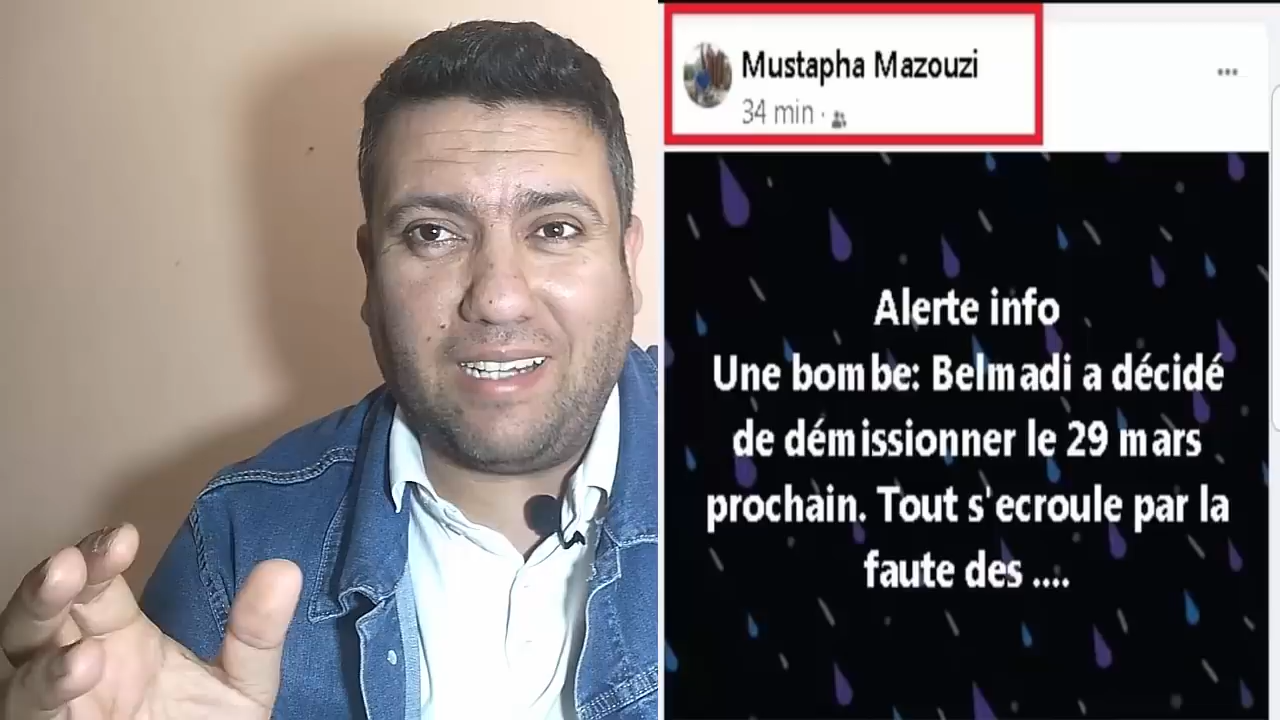 Mustapha Mazouzi
34 min ·
Alerte info
Une bombe: Belmadi a décidé
de démissionner le 29 mars
prochain. Tout s'ecroule par la
faute des ....